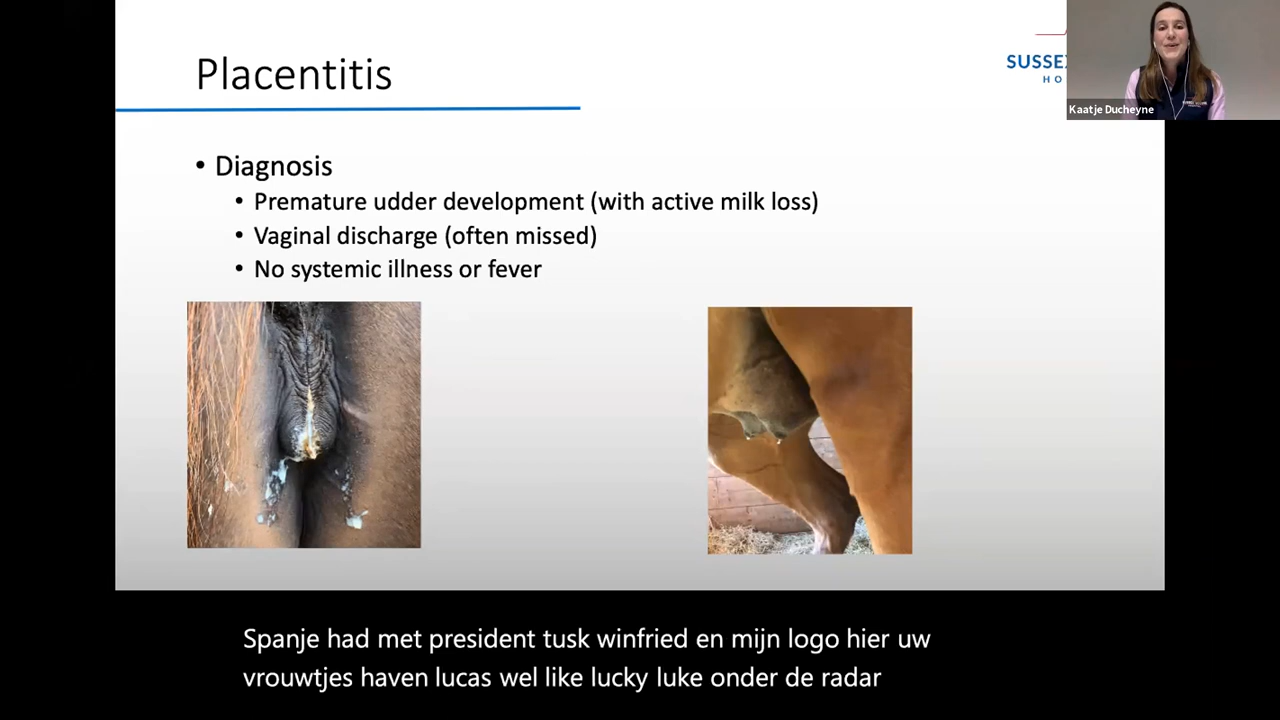 Placentitis
SUSSEX
HO
Kaatje Ducheyne
• Diagnosis
• Premature udder development (with active milk loss)
• Vaginal discharge (often missed)
• No systemic illness or fever
Spanje had met president tusk winfried en mijn logo hier uw
vrouwtjes haven lucas wel like lucky luke onder de radar